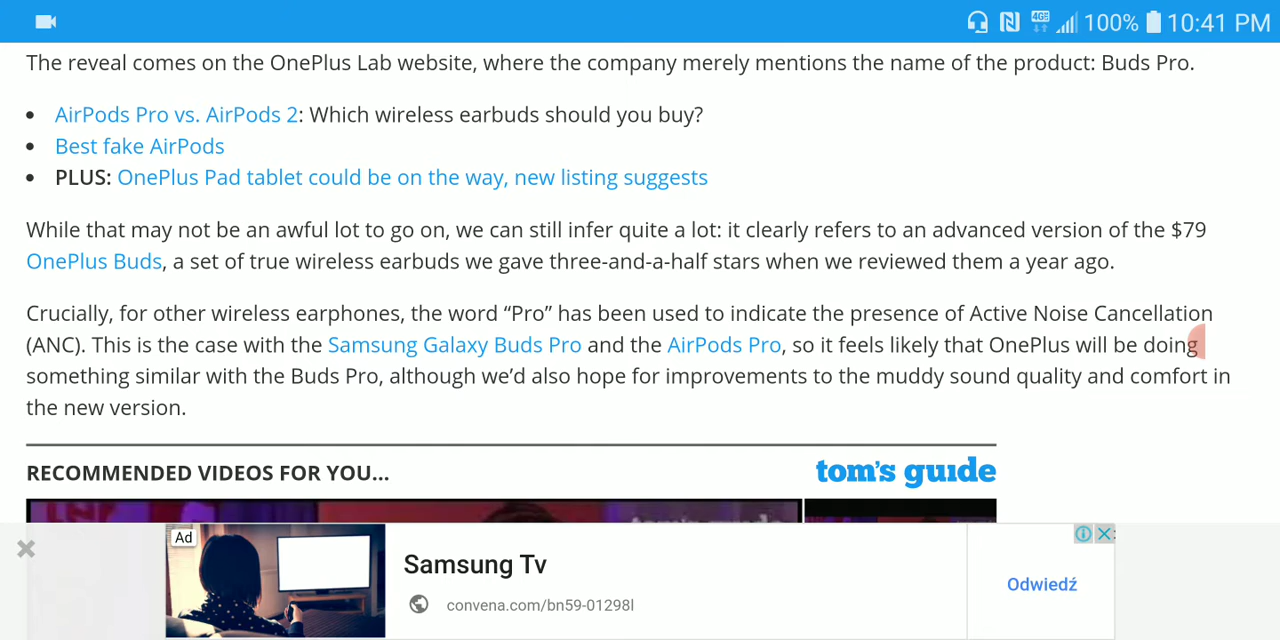 4GE 100% 10:41 PM
The reveal comes on the OnePlus Lab website, where the company merely mentions the name of the product: Buds Pro.
• AirPods Pro vs. AirPods 2: Which wireless earbuds should you buy?
• Best fake AirPods
• PLUS: OnePlus Pad tablet could be on the way, new listing suggests
While that may not be an awful lot to go on, we can still infer quite a lot: it clearly refers to an advanced version of the $79
OnePlus Buds, a set of true wireless earbuds we gave three-and-a-half stars when we reviewed them a year ago.
Crucially, for other wireless earphones, the word “Pro” has been used to indicate the presence of Active Noise Cancellation
(ANC). This is the case with the Samsung Galaxy Buds Pro and the AirPods Pro, so it feels likely that OnePlus will be doing
something similar with the Buds Pro, although we’d also hope for improvements to the muddy sound quality and comfort in
the new version.
RECOMMENDED VIDEOS FOR YOU...
tom's guide
tom's guide
Ad
Samsung Tv
convena.com/bn59-01298l
Odwiedź